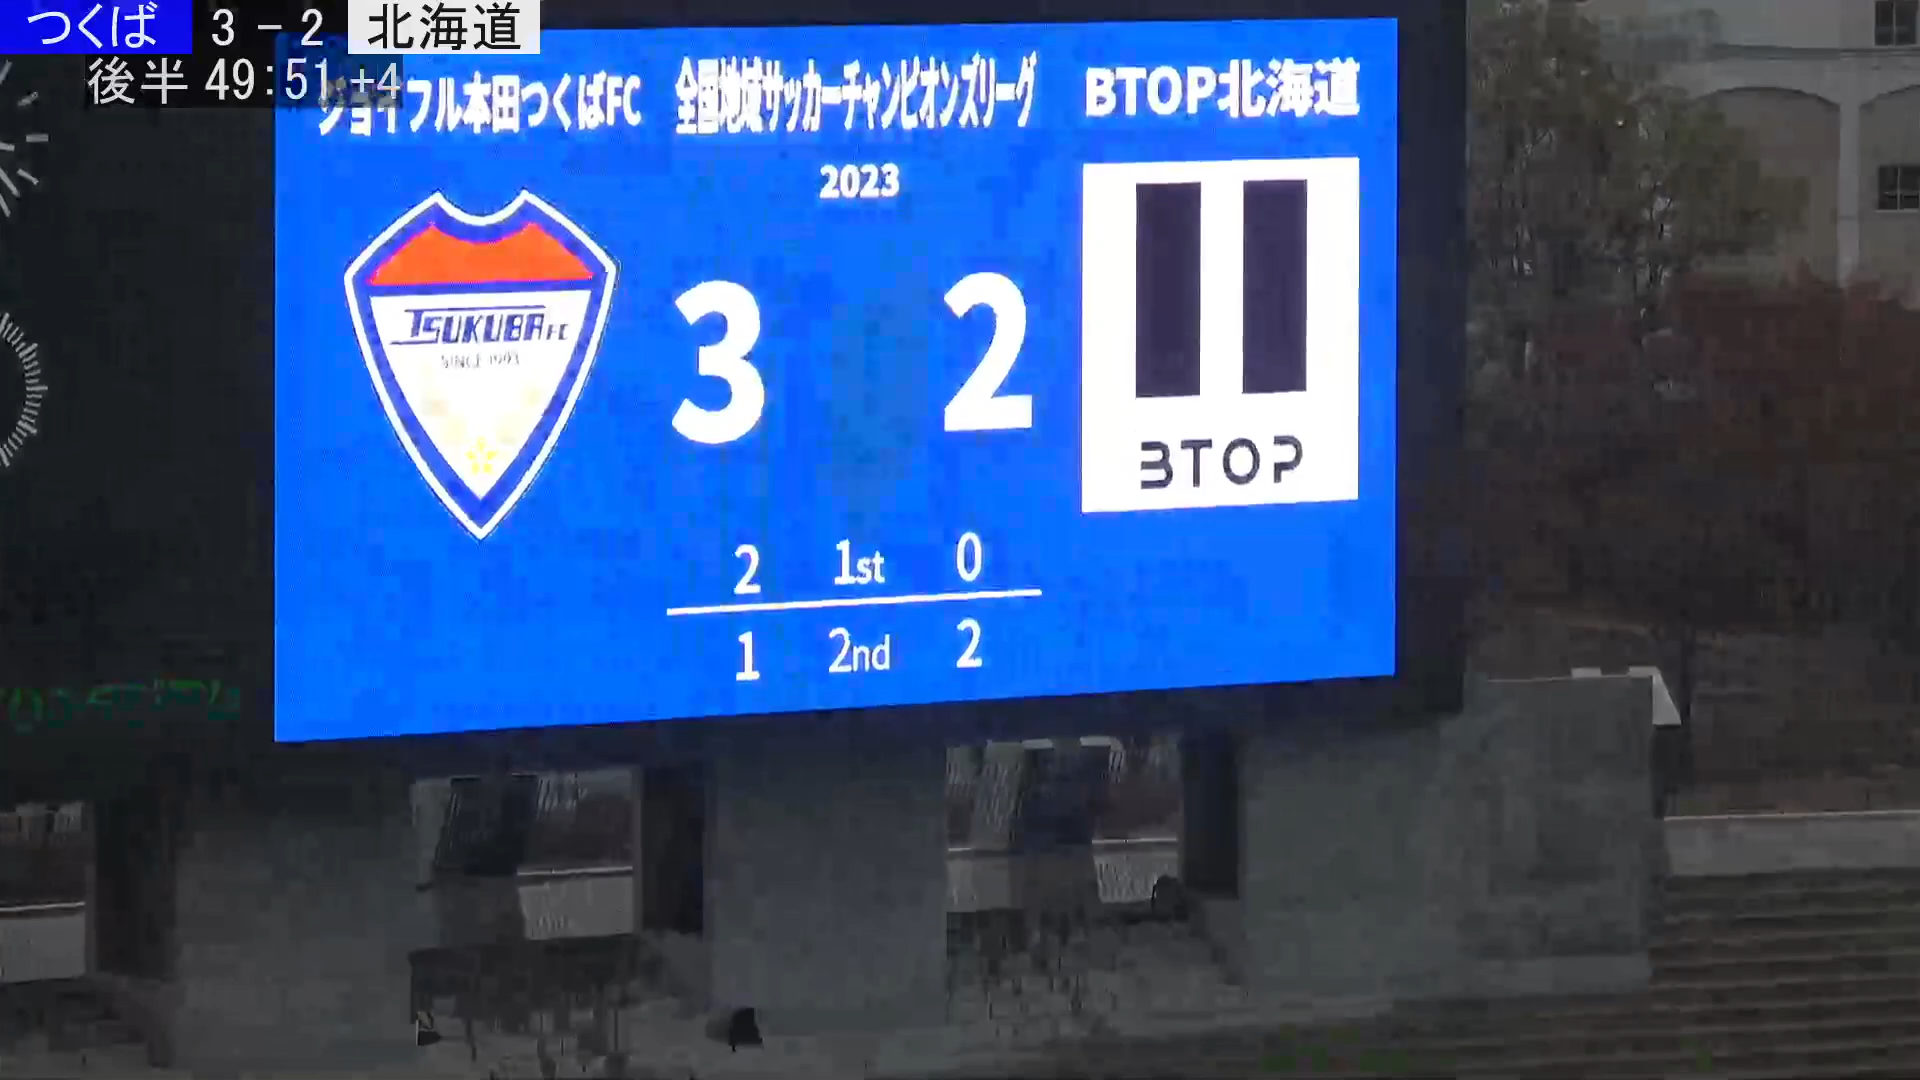 つくば 3 - 2 北海道
後半 49:51 +4
ジョイフル本田つくばFC 全国地域サッカーチャンピオンズリーグ BTOP北海道
2023
TSUKUBA FC
SINCE 1993
3 2
BTOP
2 1st 0
1 2nd 2